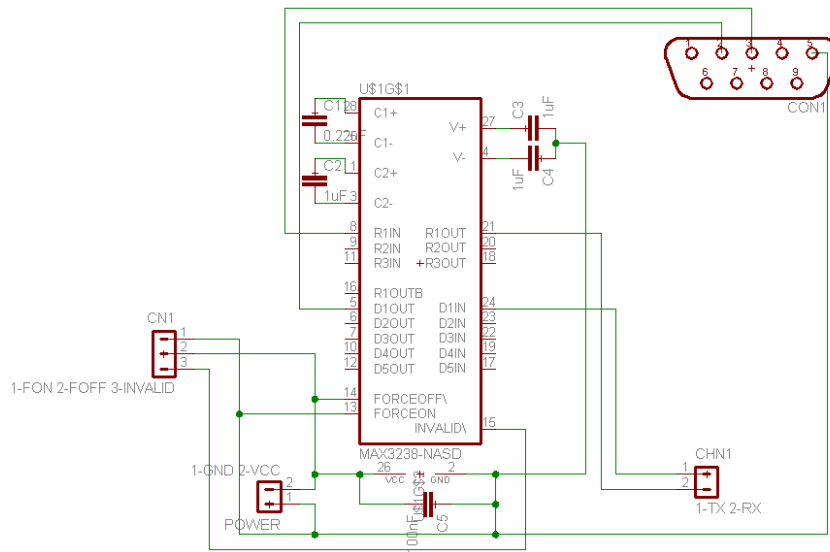 1 2 3 4 5
6 7 8 9
CON1
U$1G$1
C1
28
C1+
C3
1uF
27
V+
0.22uF
25
C1-
C2
1
C2+
4
V-
1uF
3
C2-
1uF
C4
8
R1IN
R1OUT
21
9
R2IN
R2OUT
20
11
R3IN
R3OUT
18
16
R1OUTB
5
D1OUT
D1IN
24
6
D2OUT
D2IN
23
7
D3OUT
D3IN
22
10
D4OUT
D4IN
19
12
D5OUT
D5IN
17
CN1
1
2
3
1-FON 2-FOFF 3-INVALID
14
FORCEOFF\
13
FORCEON
INVALID\
15
MAX3238-NASD
26
VCC
2
GND
1-GND 2-VCC
2
1
POWER
100nF
U$1G$2
C5
CHN1
1
2
1-TX 2-RX